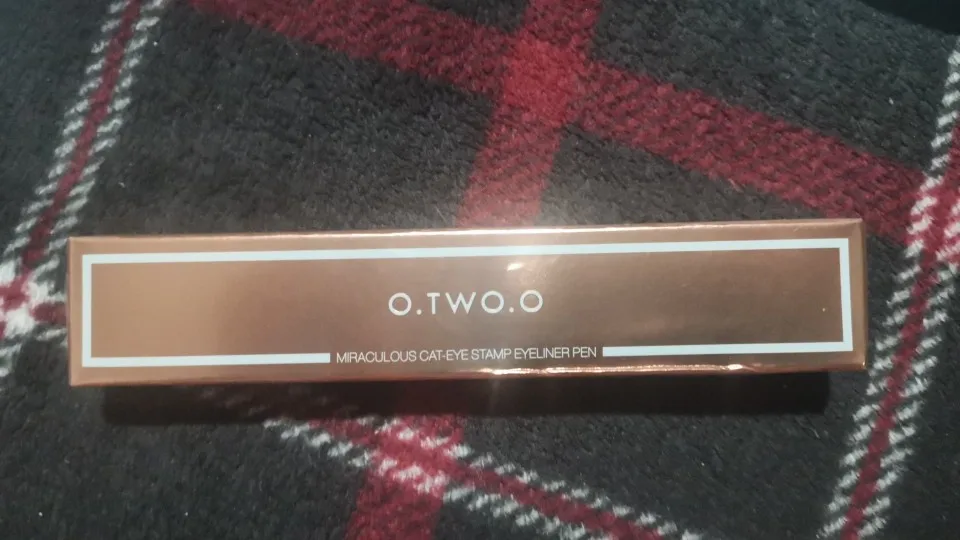 O.TWO.O
MIRACULOUS CAT-EYE STAMP EYELINER PEN